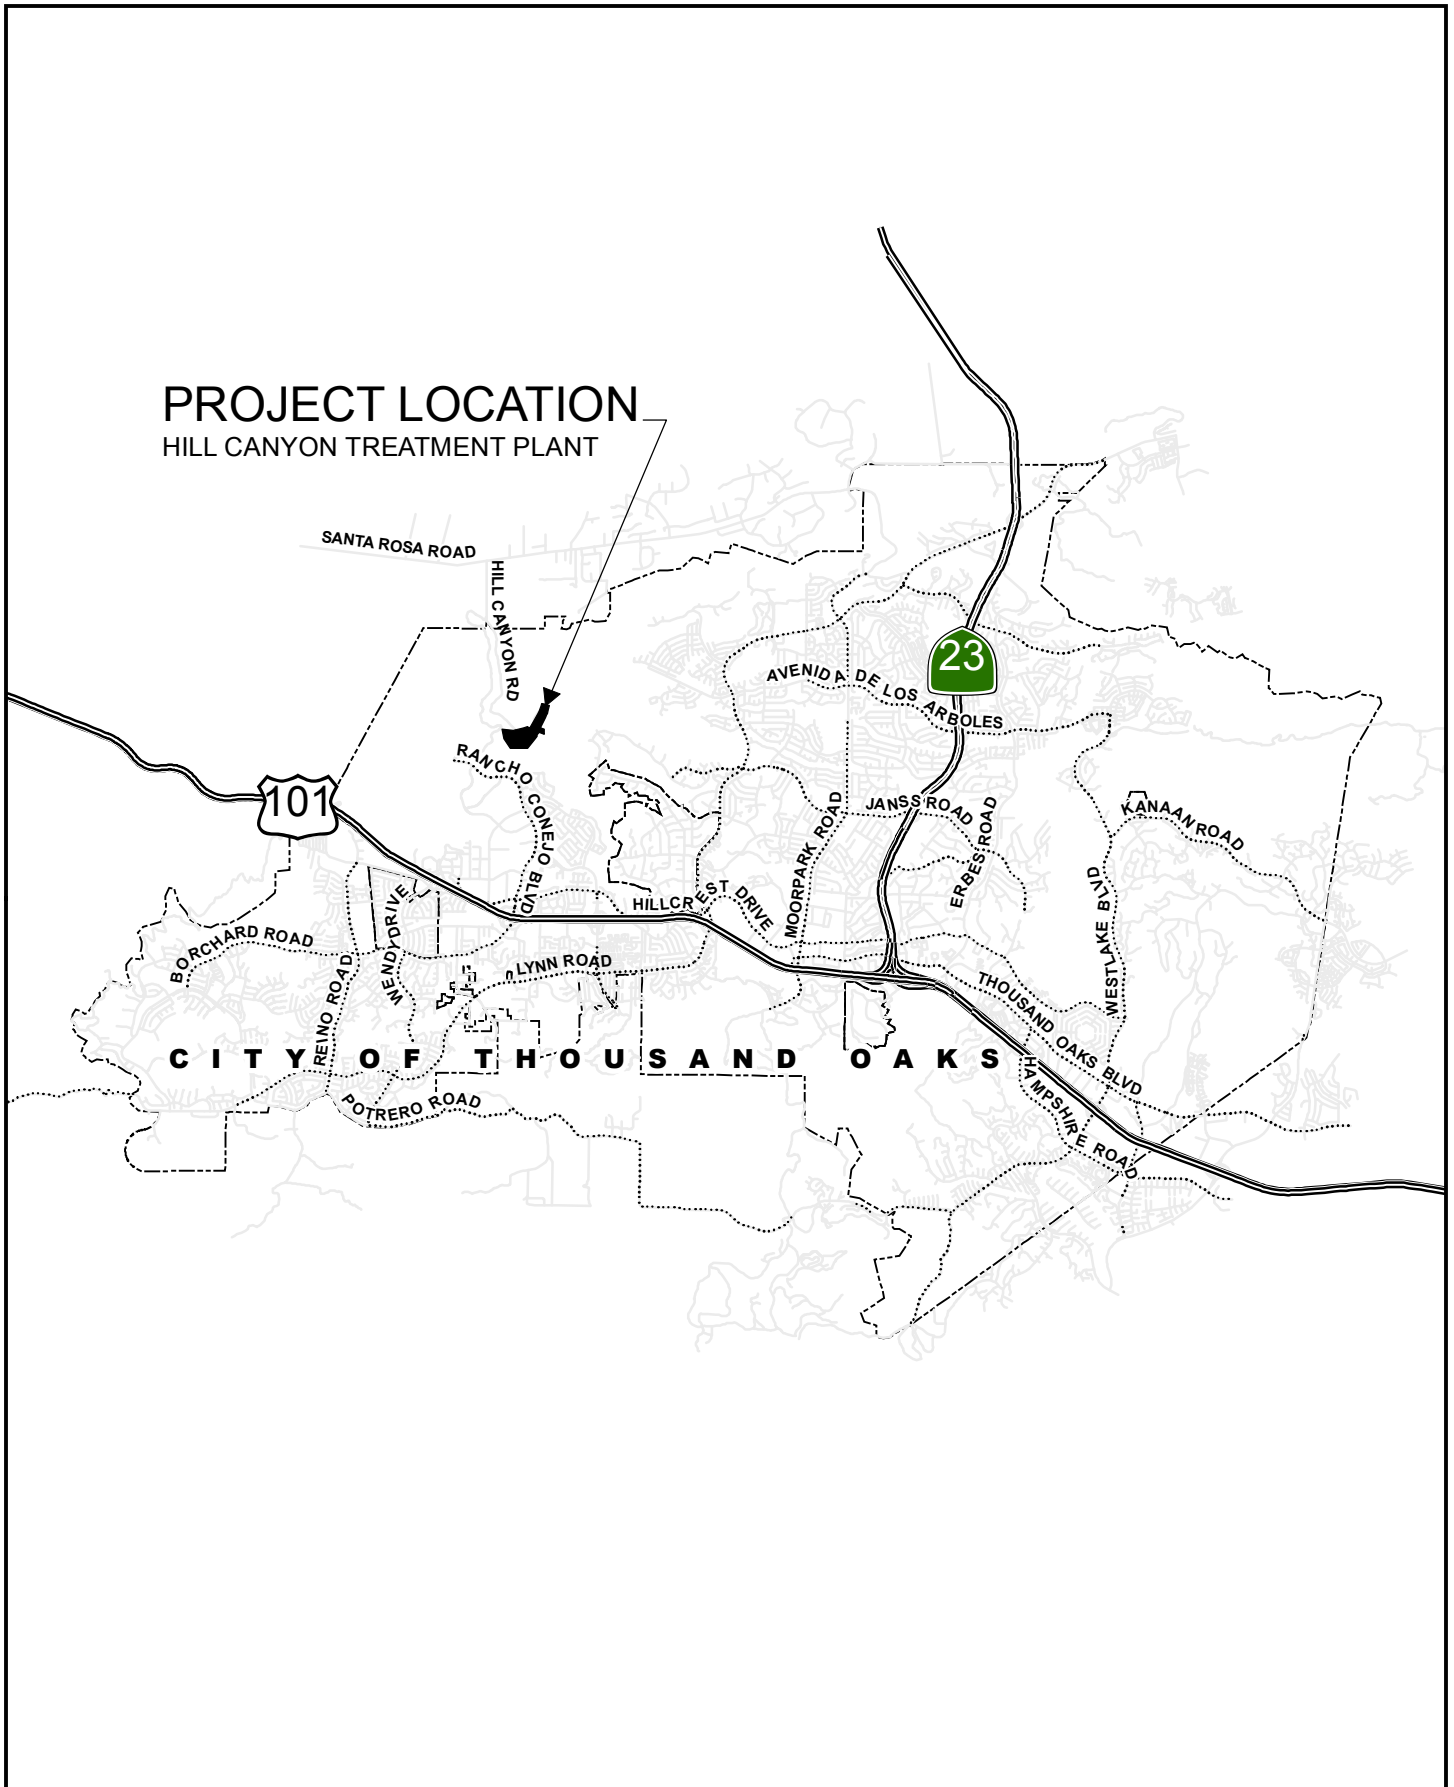 PROJECT LOCATION
HILL CANYON TREATMENT PLANT
SANTA ROSA ROAD
HILL CANYON RD
23
AVENIDA DE LOS ARBOLES
RANCHO CONEJO BLVD
101
JANSS ROAD
KANAAN ROAD
MOORPARK ROAD
ERBES ROAD
WENDY DRIVE
HILLCREST DRIVE
WESTLAKE BLVD
BORCHARD ROAD
LYNN ROAD
REINO ROAD
THOUSAND OAKS BLVD
CITY OF THOUSAND OAKS
HAMPSHIRE ROAD
POTRERO ROAD